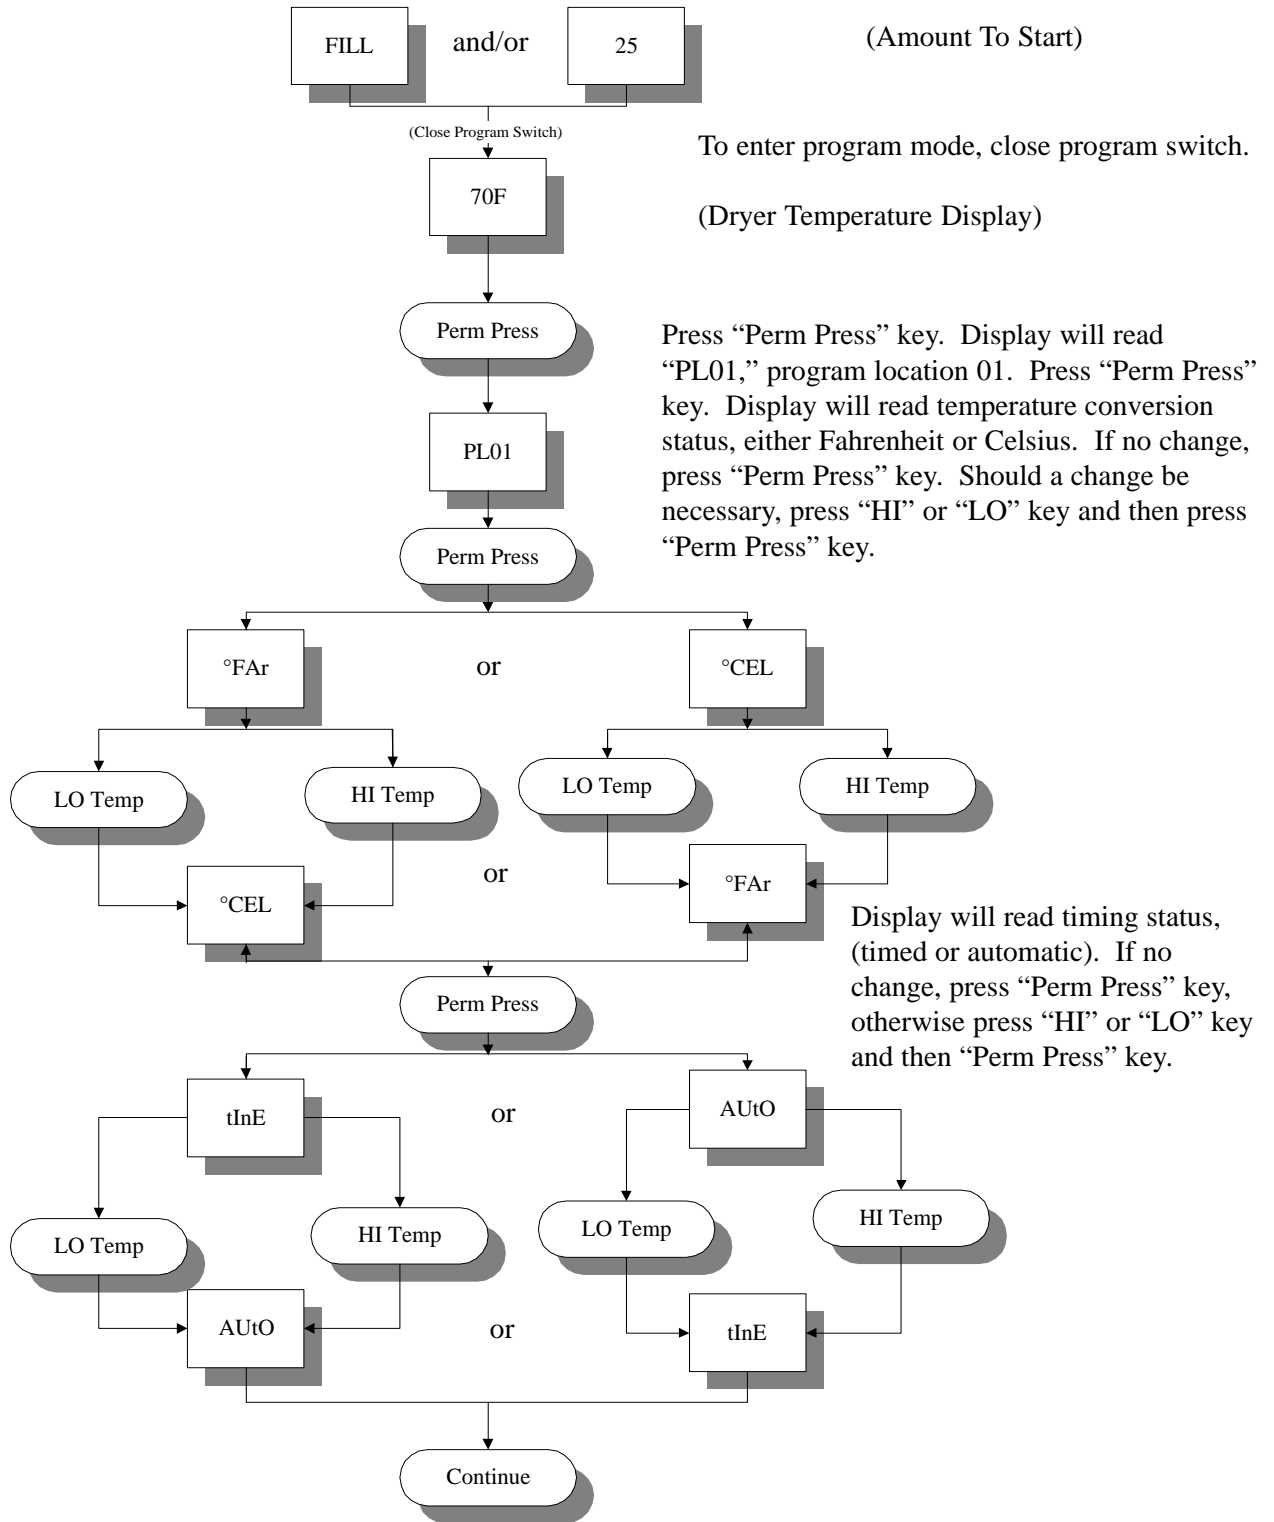 FILL and/or 25 (Amount To Start)
(Close Program Switch)
To enter program mode, close program switch.
70F
(Dryer Temperature Display)
Perm Press
Press “Perm Press” key. Display will read
“PL01,” program location 01. Press “Perm Press”
key. Display will read temperature conversion
status, either Fahrenheit or Celsius. If no change,
press “Perm Press” key. Should a change be
necessary, press “HI” or “LO” key and then press
“Perm Press” key.
PL01
Perm Press
°FAr or °CEL
LO Temp HI Temp LO Temp HI Temp
°CEL or °FAr
Display will read timing status,
(timed or automatic). If no
change, press “Perm Press” key,
otherwise press “HI” or “LO” key
and then “Perm Press” key.
Perm Press
tInE or AUtO
LO Temp HI Temp LO Temp HI Temp
AUtO or tInE
Continue